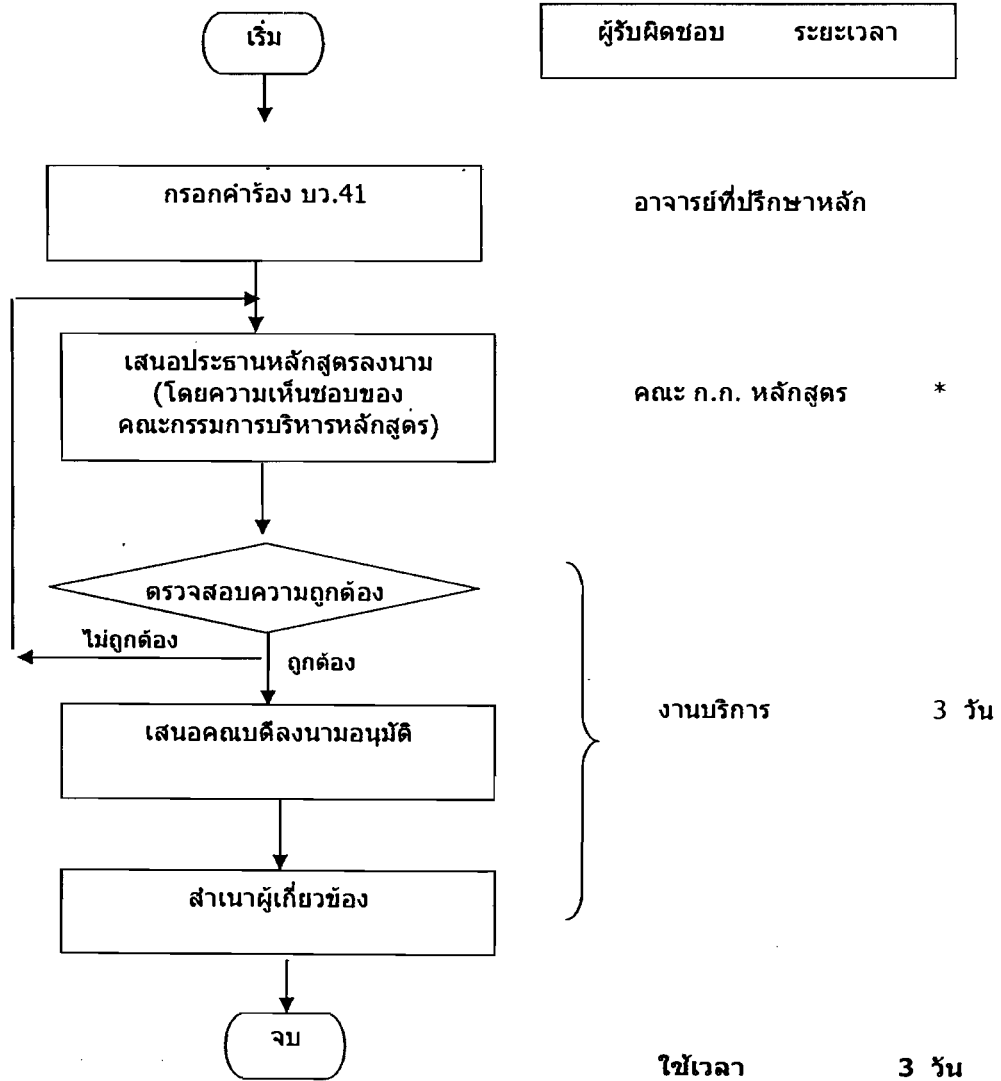 เริ่ม
ผู้รับผิดชอบ ระยะเวลา
กรอกคำร้อง บว.41
อาจารย์ที่ปรึกษาหลัก
เสนอประธานหลักสูตรลงนาม
(โดยความเห็นชอบของ
คณะกรรมการบริหารหลักสูตร)
คณะ ก.ก. หลักสูตร *
ตรวจสอบความถูกต้อง
ไม่ถูกต้อง
ถูกต้อง
เสนอคณบดีลงนามอนุมัติ
งานบริการ 3 วัน
สำเนาผู้เกี่ยวข้อง
จบ
ใช้เวลา 3 วัน